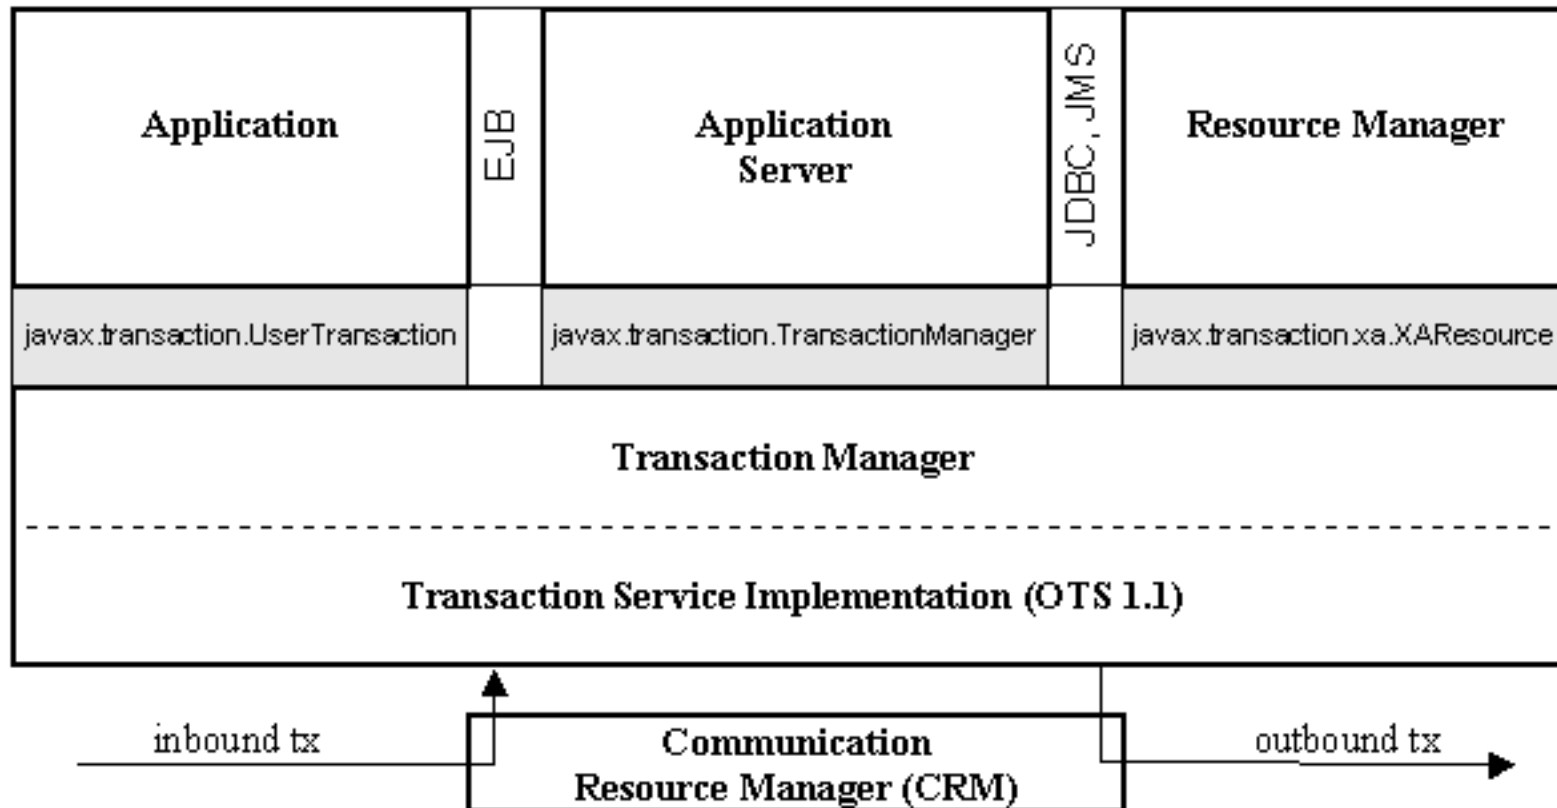 Application
EJB
Application
Server
JDBC, JMS
Resource Manager
javax.transaction.UserTransaction
javax.transaction.TransactionManager
javax.transaction.xa.XAResource
Transaction Manager
Transaction Service Implementation (OTS 1.1)
inbound tx
Communication
Resource Manager (CRM)
outbound tx